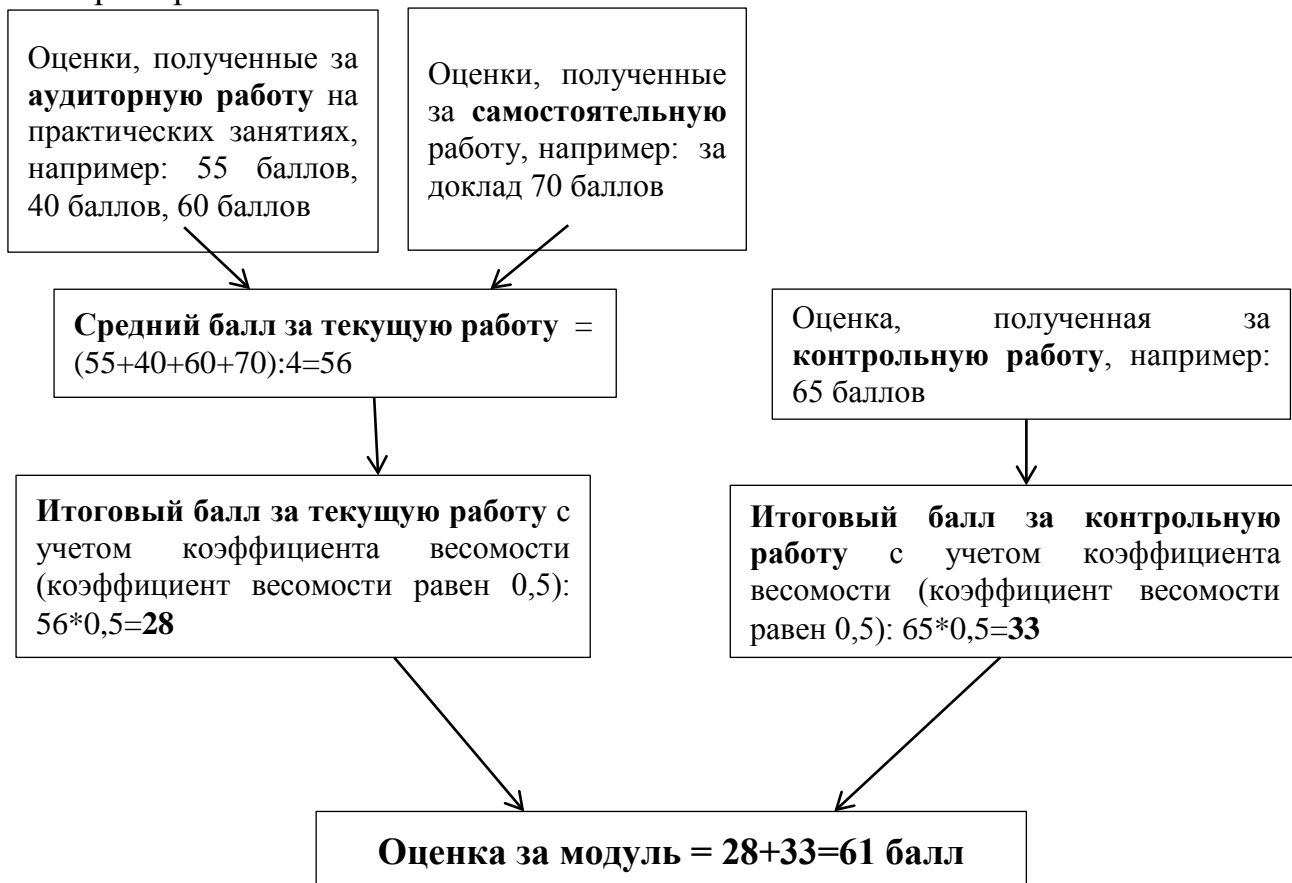 Оценки, полученные за
аудиторную работу на
практических занятиях,
например: 55 баллов,
40 баллов, 60 баллов
Оценки, полученные
за самостоятельную
работу, например: за
доклад 70 баллов
Средний балл за текущую работу =
(55+40+60+70):4=56
Оценка, полученная за
контрольную работу, например:
65 баллов
Итоговый балл за текущую работу с
учетом коэффициента весомости
(коэффициент весомости равен 0,5):
56*0,5=28
Итоговый балл за контрольную
работу с учетом коэффициента
весомости (коэффициент весомости
равен 0,5): 65*0,5=33
Оценка за модуль = 28+33=61 балл